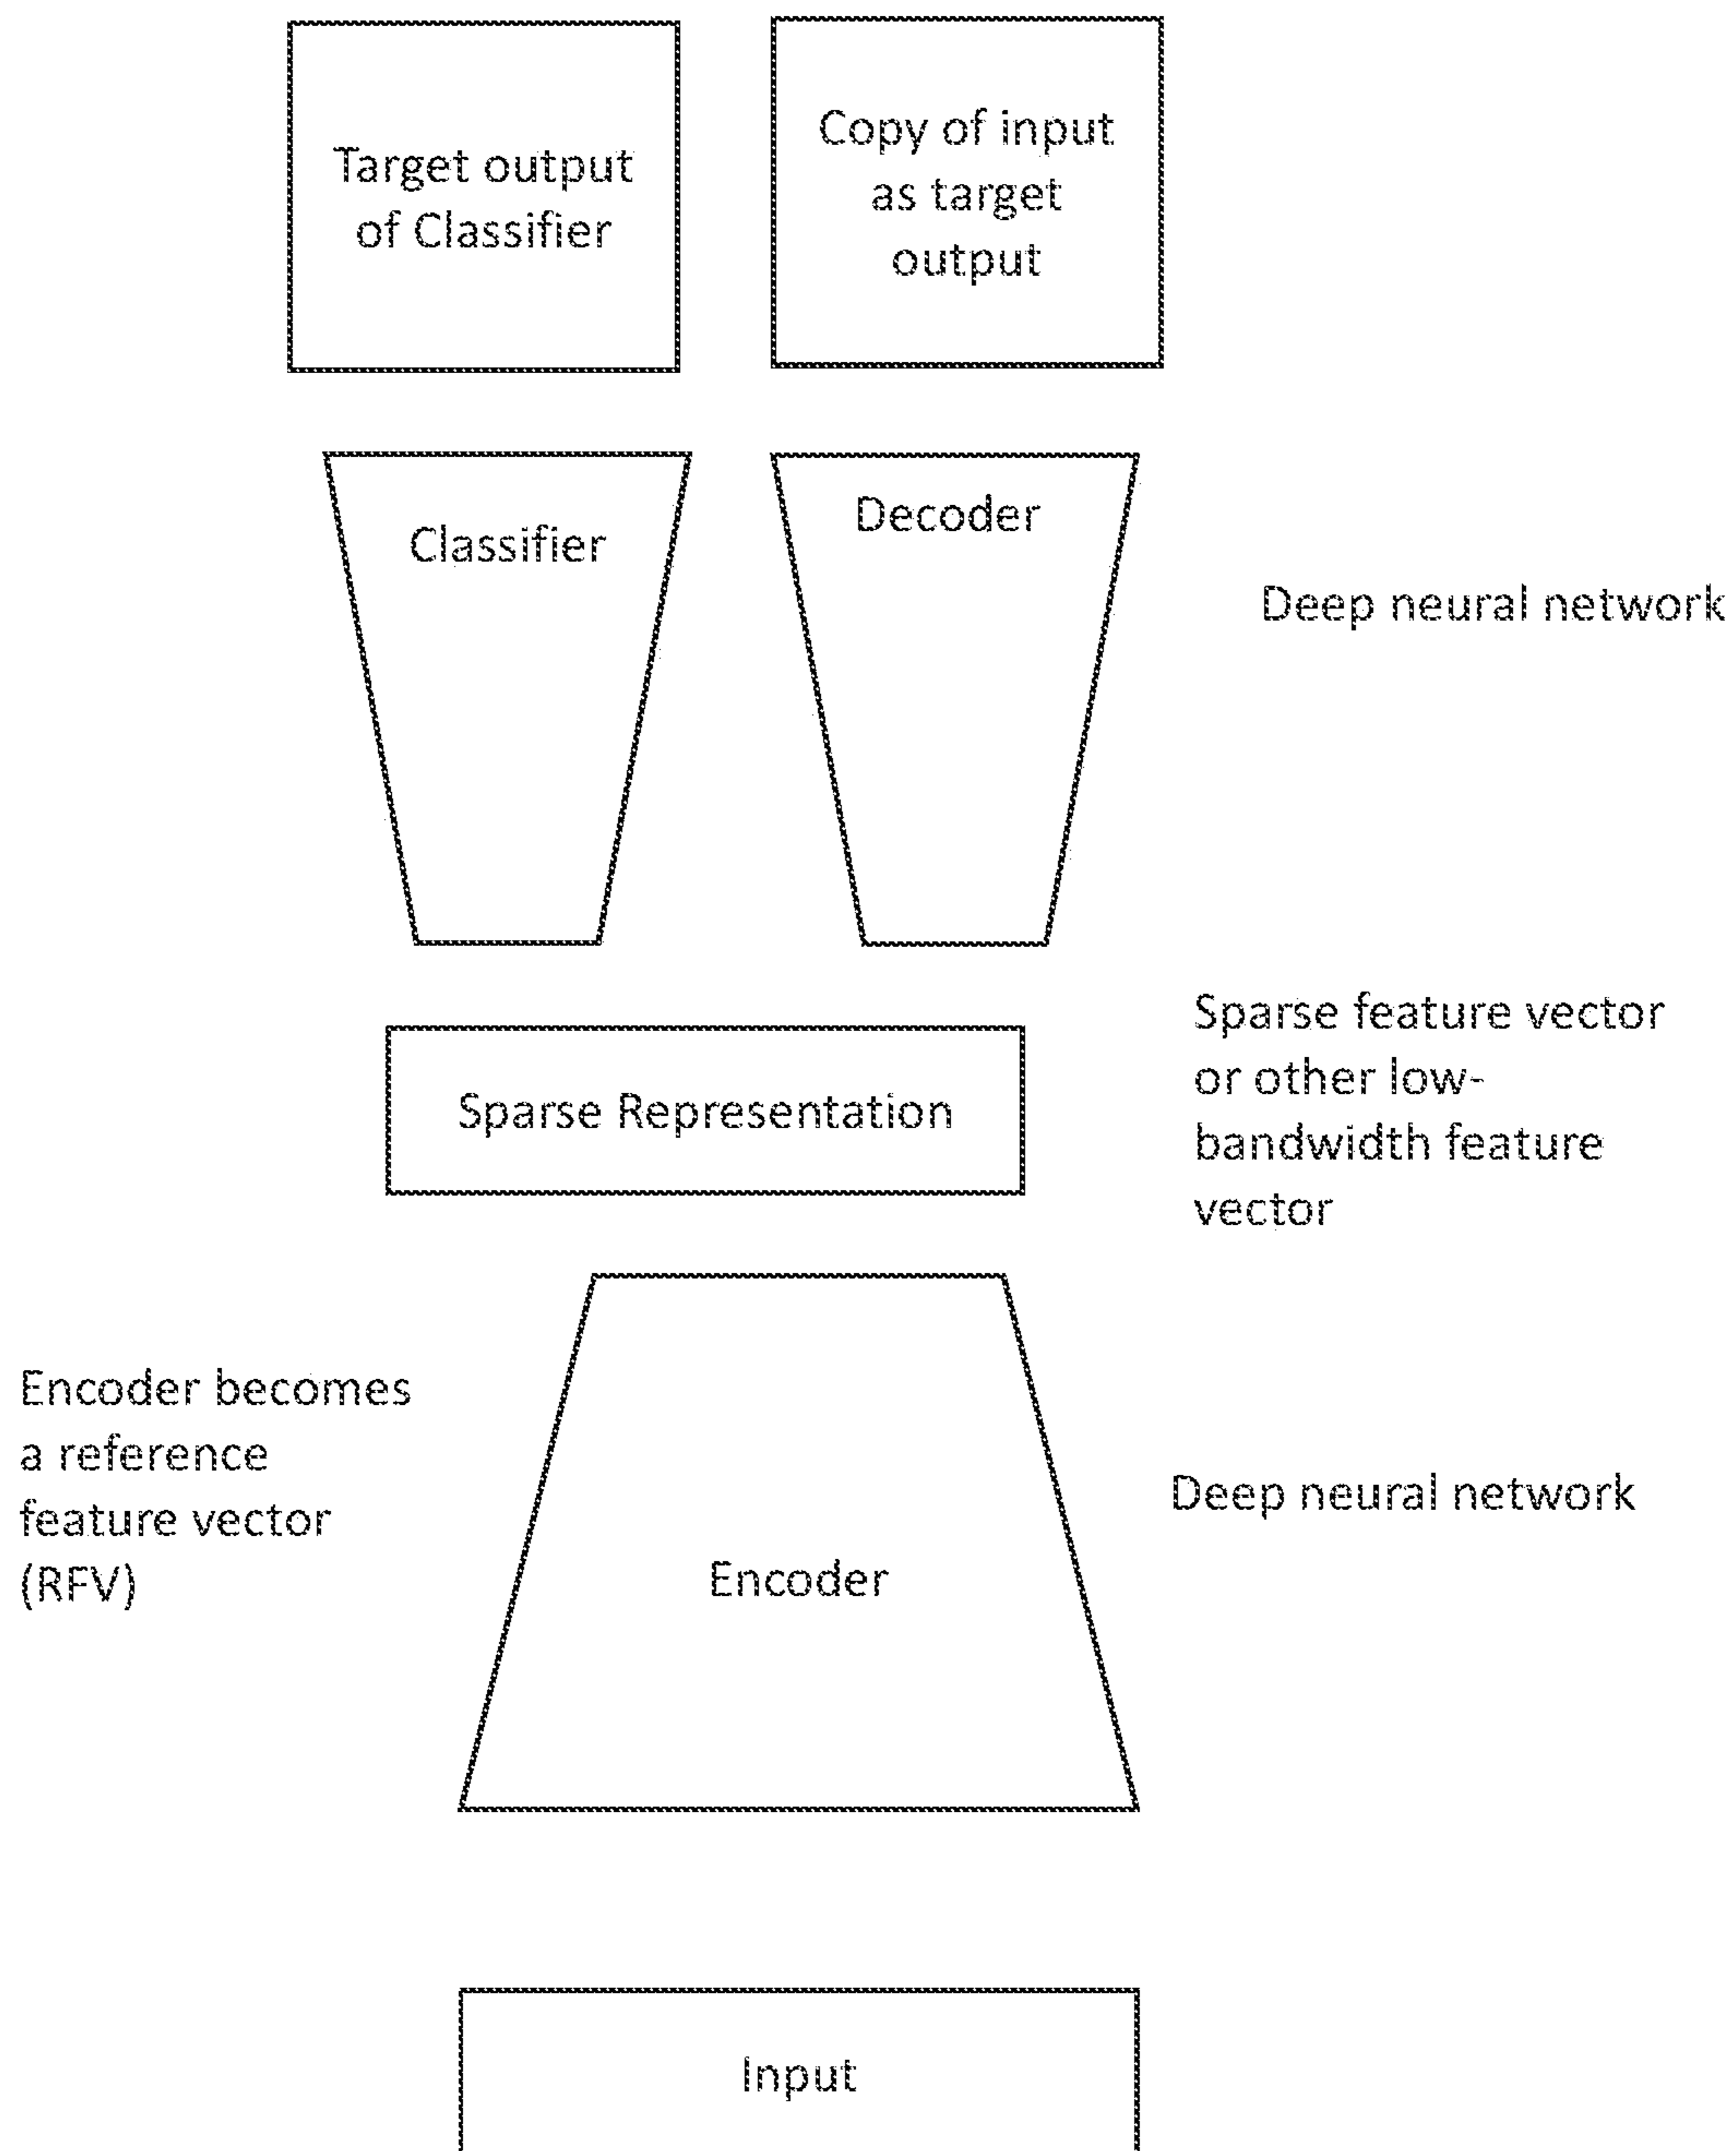 Target output
of Classifier
Copy of input
as target
output
Classifier
Decoder
Deep neural network
Sparse Representation
Sparse feature vector
or other low-
bandwidth feature
vector
Encoder becomes
a reference
feature vector
(RFV)
Deep neural network
Encoder
Input